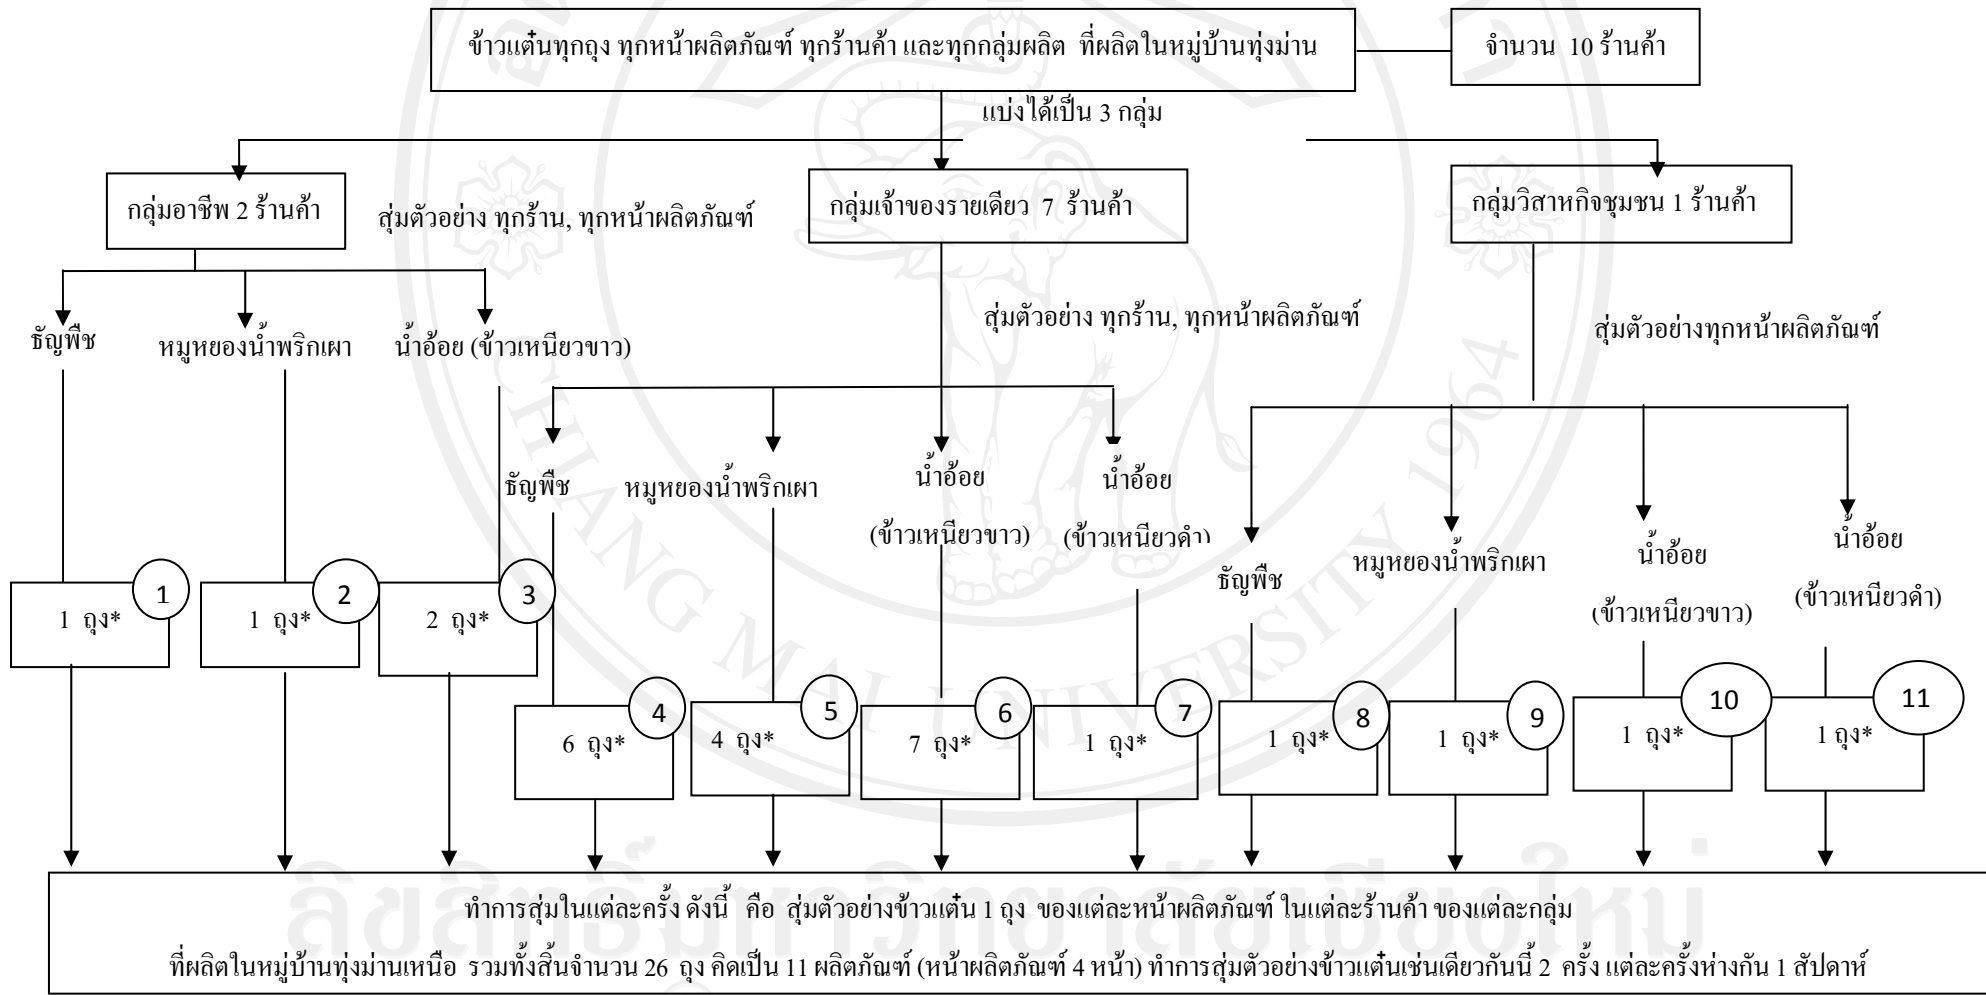 ข้าวแต๋นทุกถุง ทุกหน้าผลิตภัณฑ์ ทุกร้านค้า และทุกกลุ่มผลิต ที่ผลิตในหมู่บ้านทุ่งม่าน
จำนวน 10 ร้านค้า
แบ่งได้เป็น 3 กลุ่ม
กลุ่มอาชีพ 2 ร้านค้า
สุ่มตัวอย่าง ทุกร้าน, ทุกหน้าผลิตภัณฑ์
กลุ่มเจ้าของรายเดียว 7 ร้านค้า
กลุ่มวิสาหกิจชุมชน 1 ร้านค้า
สุ่มตัวอย่าง ทุกร้าน, ทุกหน้าผลิตภัณฑ์
สุ่มตัวอย่างทุกหน้าผลิตภัณฑ์
ธัญพืช
หมูหยองน้ำพริกเผา
น้ำอ้อย (ข้าวเหนียวขาว)
ธัญพืช
หมูหยองน้ำพริกเผา
น้ำอ้อย
(ข้าวเหนียวขาว)
น้ำอ้อย
(ข้าวเหนียวดำ)
ธัญพืช
หมูหยองน้ำพริกเผา
น้ำอ้อย
(ข้าวเหนียวขาว)
น้ำอ้อย
(ข้าวเหนียวดำ)
1 ถุง*
1
1 ถุง*
2
2 ถุง*
3
6 ถุง*
4
4 ถุง*
5
7 ถุง*
6
1 ถุง*
7
1 ถุง*
8
1 ถุง*
9
1 ถุง*
10
1 ถุง*
11
ทำการสุ่มในแต่ละครั้ง ดังนี้ คือ สุ่มตัวอย่างข้าวแต๋น 1 ถุง ของแต่ละหน้าผลิตภัณฑ์ ในแต่ละร้านค้า ของแต่ละกลุ่ม
ที่ผลิตในหมู่บ้านทุ่งม่านเหนือ รวมทั้งสิ้นจำนวน 26 ถุง คิดเป็น 11 ผลิตภัณฑ์ (หน้าผลิตภัณฑ์ 4 หน้า) ทำการสุ่มตัวอย่างข้าวแต๋นเช่นเดียวกันนี้ 2 ครั้ง แต่ละครั้งห่างกัน 1 สัปดาห์
CHIANG MAI UNIVERSITY 1964
ลิขสิทธิ์มหาวิทยาลัยเชียงใหม่